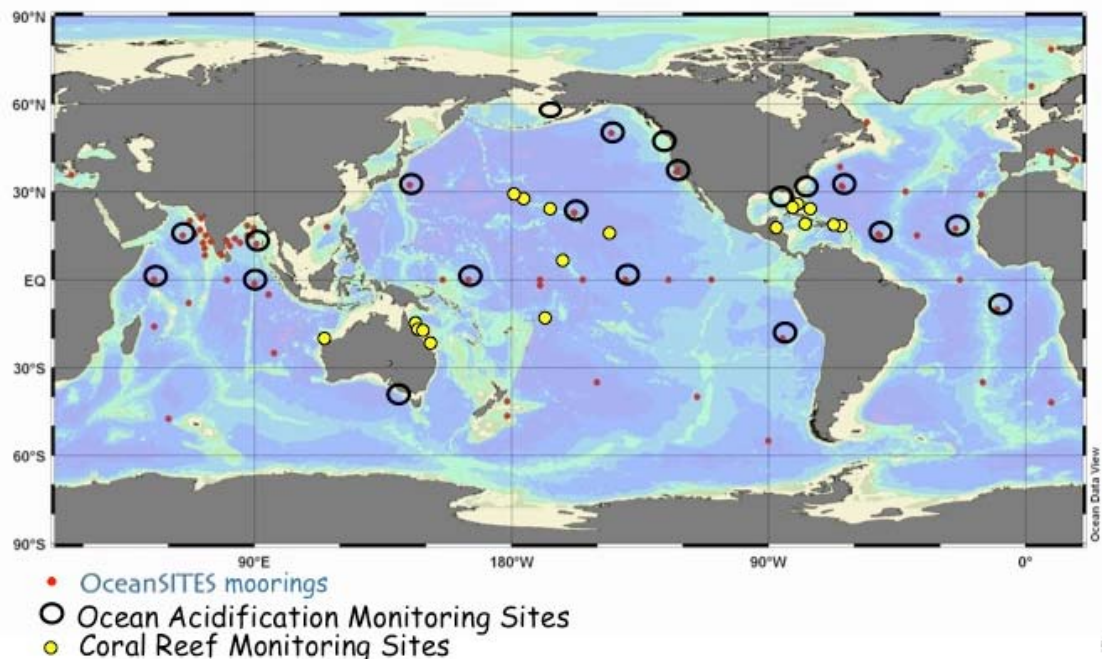 90°N
60°N
30°N
EQ
30°S
60°S
90°S
90°E
180°W
90°W
0°
Ocean Data View
OceanSITES moorings
Ocean Acidification Monitoring Sites
Coral Reef Monitoring Sites